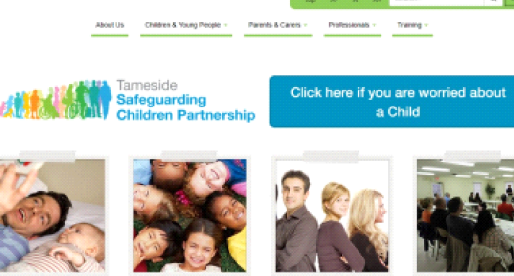 About Us Children & Young People Parents & Carers Professionals Training
Tameside
Safeguarding
Children Partnership
Click here if you are worried about
a Child